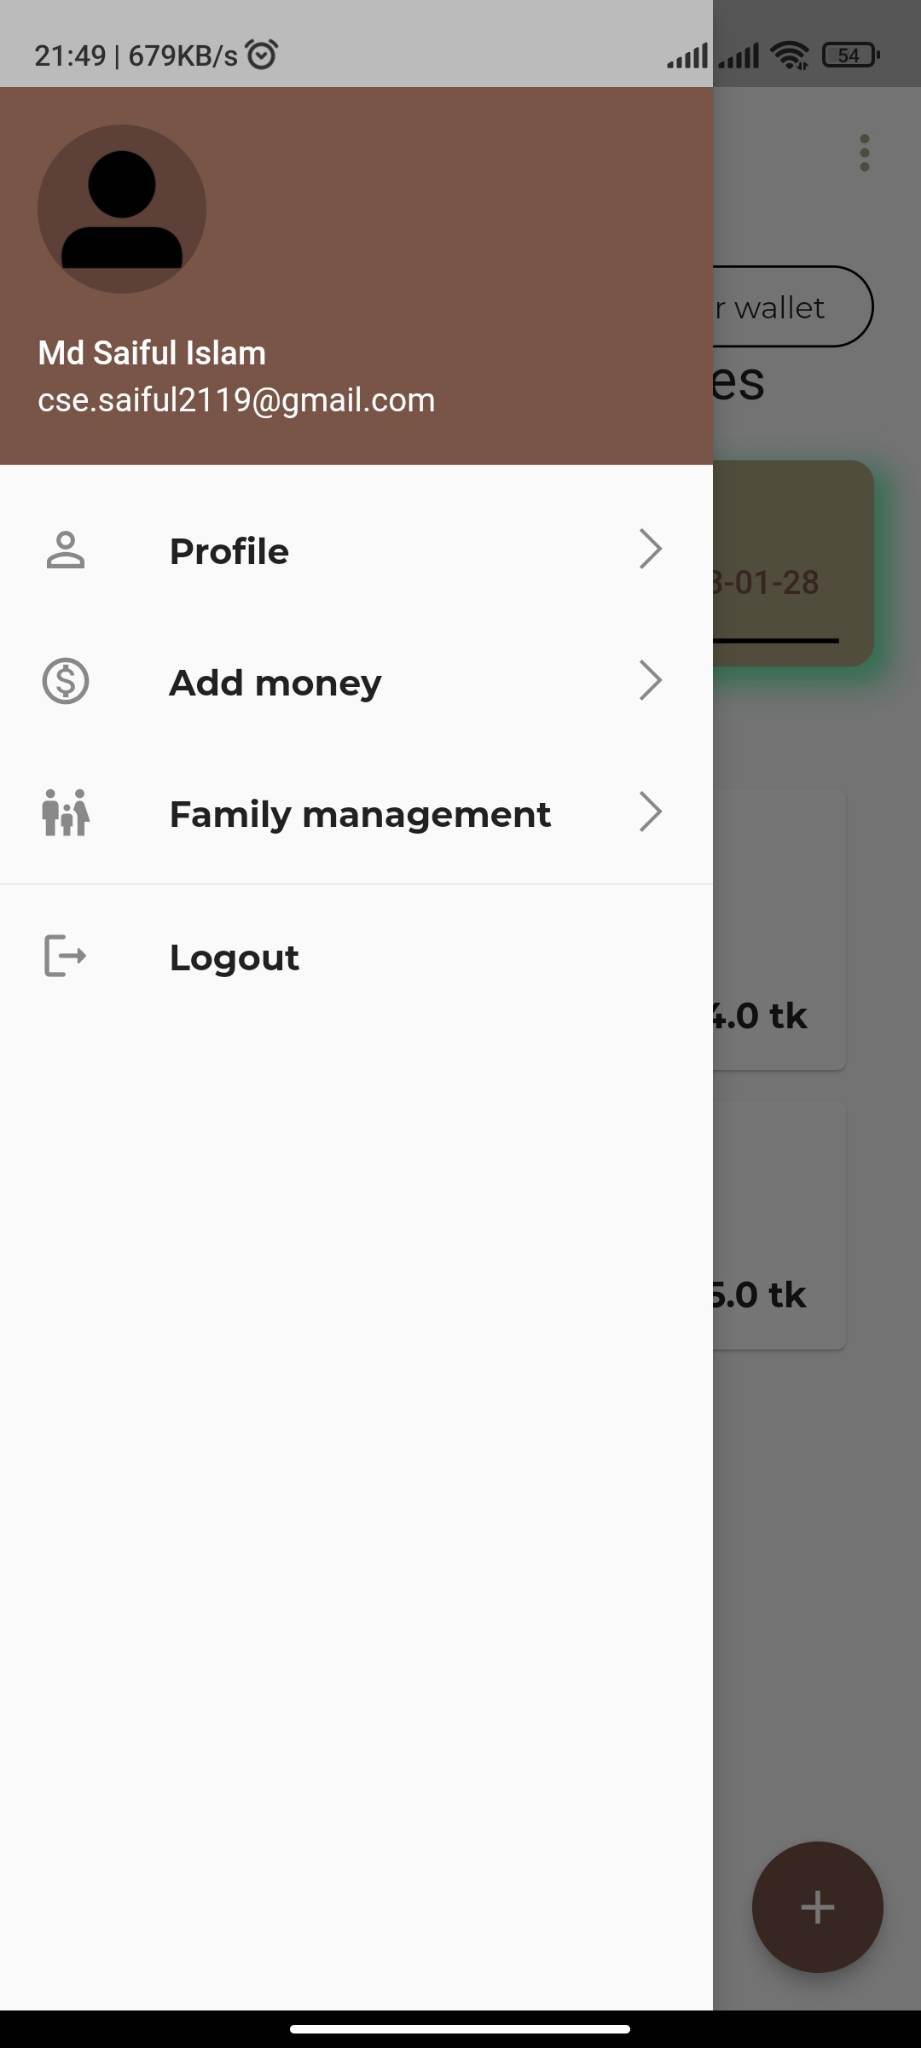 21:49 | 679KB/s
54
r wallet
es
Md Saiful Islam
cse.saiful2119@gmail.com
Profile
-01-28
Add money
Family management
Logout
4.0 tk
5.0 tk